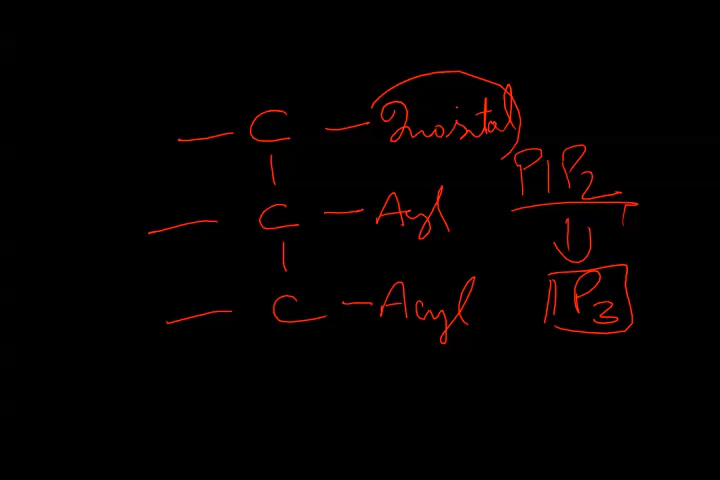 C - Inositol
PIP2
C - Acyl
C - Acyl
IP3